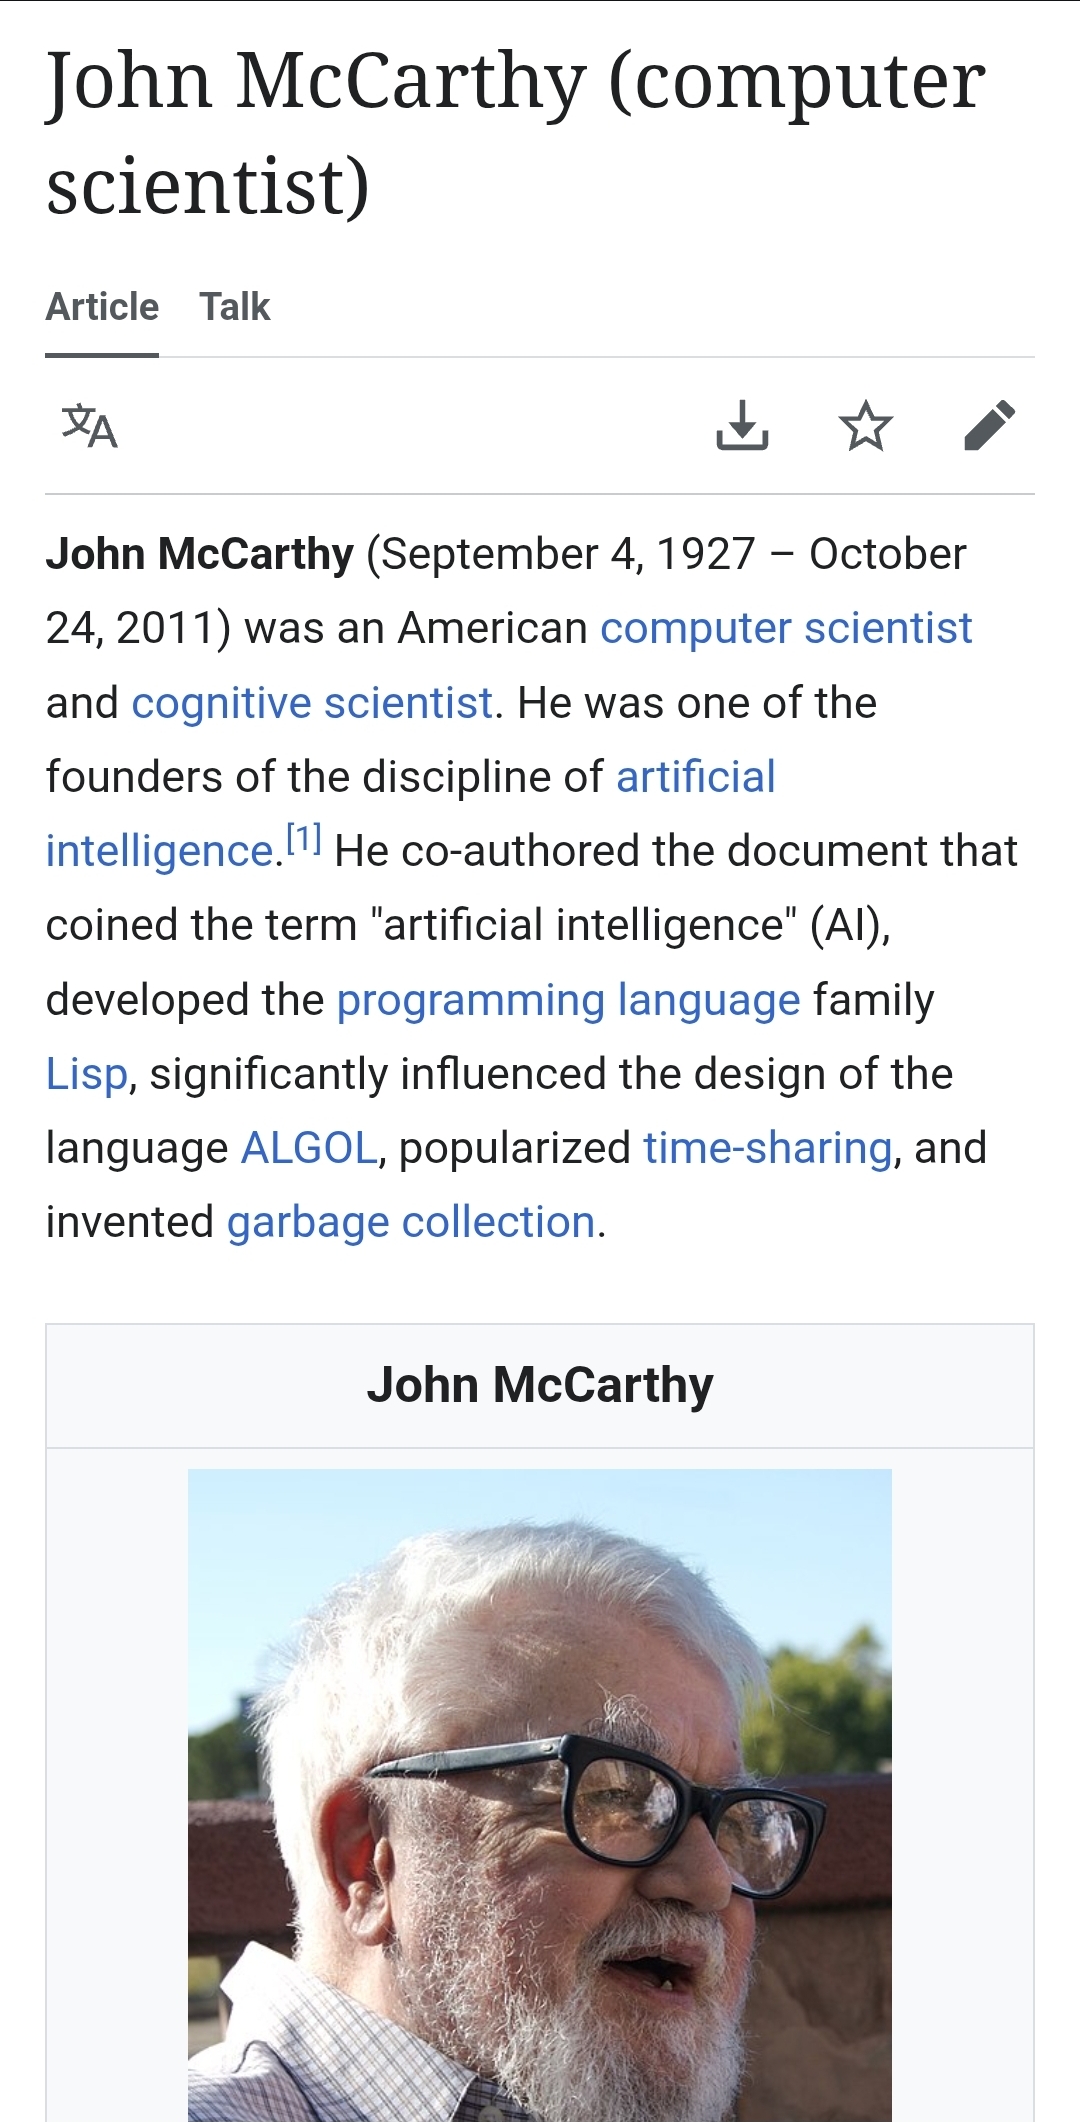 John McCarthy (computer
scientist)
Article Talk
John McCarthy (September 4, 1927 – October
24, 2011) was an American computer scientist
and cognitive scientist. He was one of the
founders of the discipline of artificial
intelligence.[1] He co-authored the document that
coined the term "artificial intelligence" (AI),
developed the programming language family
Lisp, significantly influenced the design of the
language ALGOL, popularized time-sharing, and
invented garbage collection.
John McCarthy